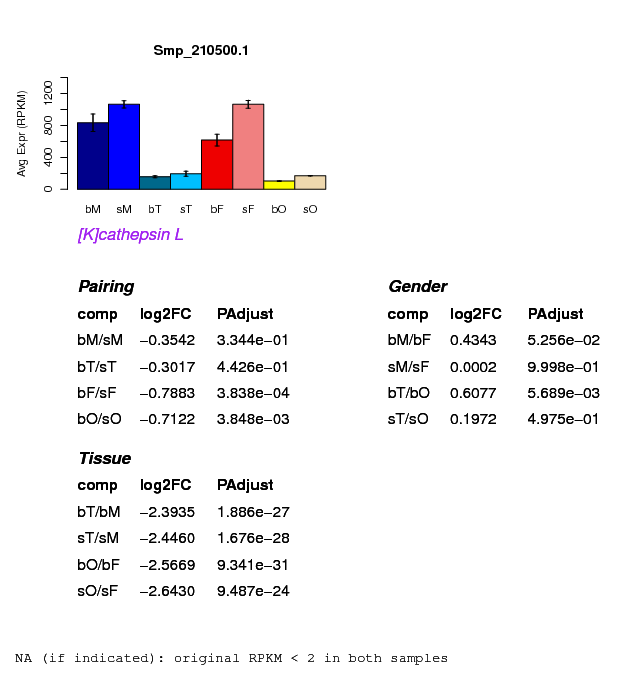 Smp_210500.1
Avg Expr (RPKM)
0 400 800 1200
bM sM bT sT bF sF bO sO
[K]cathepsin L
Pairing
comp log2FC PAdjust
bM/sM −0.3542 3.344e−01
bT/sT −0.3017 4.426e−01
bF/sF −0.7883 3.838e−04
bO/sO −0.7122 3.848e−03
Gender
comp log2FC PAdjust
bM/bF 0.4343 5.256e−02
sM/sF 0.0002 9.998e−01
bT/bO 0.6077 5.689e−03
sT/sO 0.1972 4.975e−01
Tissue
comp log2FC PAdjust
bT/bM −2.3935 1.886e−27
sT/sM −2.4460 1.676e−28
bO/bF −2.5669 9.341e−31
sO/sF −2.6430 9.487e−24
NA (if indicated): original RPKM < 2 in both samples